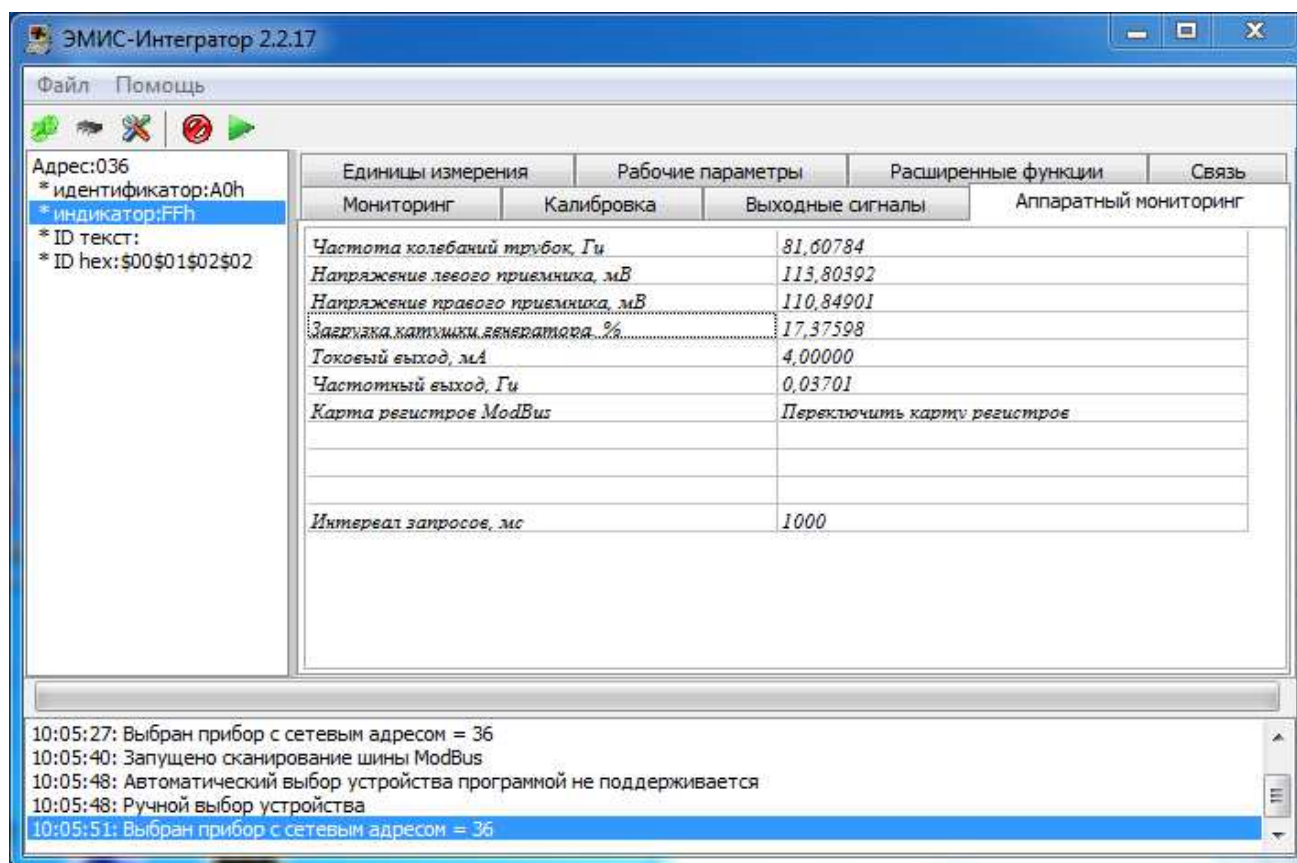 ЭМИС-Интегратор 2.2.17
Файл Помощь
Адрес:036
* идентификатор:A0h
* индикатор:FFh
* ID текст:
* ID hex:$00$01$02$02
Единицы измерения Рабочие параметры Расширенные функции Связь
Мониторинг Калибровка Выходные сигналы Аппаратный мониторинг
Частота колебаний трубок, Гц 81,60784
Напряжение левого приемника, мВ 113,80392
Напряжение правого приемника, мВ 110,84901
Загрузка катушки генератора, % 17,37598
Токовый выход, мА 4,00000
Частотный выход, Гц 0,03701
Карта регистров ModBus Переключить карту регистров
Интервал запросов, мс 1000
10:05:27: Выбран прибор с сетевым адресом = 36
10:05:40: Запущено сканирование шины ModBus
10:05:48: Автоматический выбор устройства программой не поддерживается
10:05:48: Ручной выбор устройства
10:05:51: Выбран прибор с сетевым адресом = 36